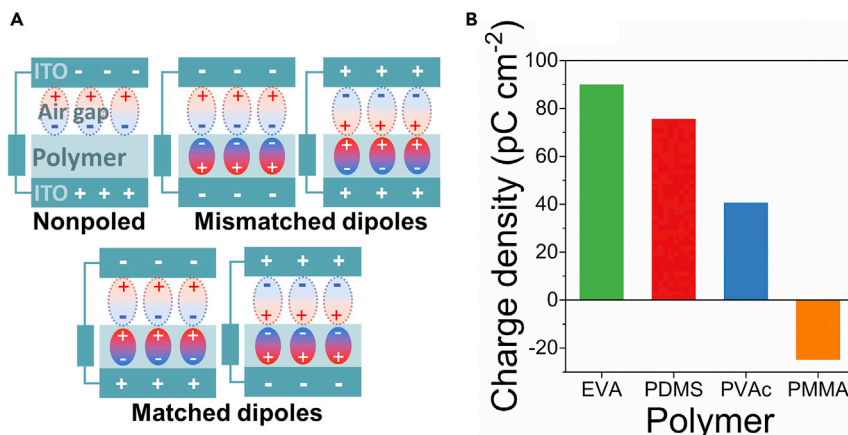 A
ITO - - -
Air gap
Polymer
ITO + + +
Nonpoled
Mismatched dipoles
Matched dipoles
B
Charge density (pC cm⁻²)
100
80
60
40
20
0
-20
EVA PDMS PVAc PMMA
Polymer